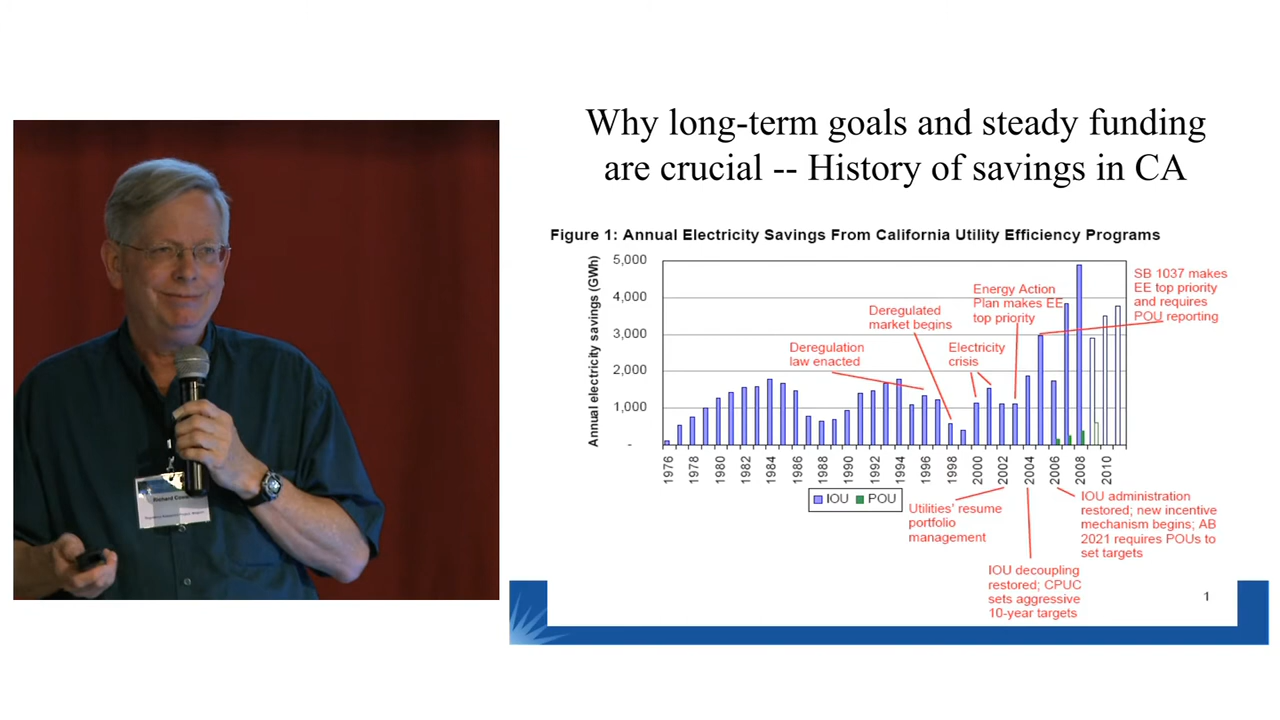 Why long-term goals and steady funding
are crucial -- History of savings in CA
Figure 1: Annual Electricity Savings From California Utility Efficiency Programs
Annual electricity savings (GWh)
5,000
4,000
3,000
2,000
1,000
-
1976
1978
1980
1982
1984
1986
1988
1990
1992
1994
1996
1998
2000
2002
2004
2006
2008
2010
Deregulation
law enacted
Deregulated
market begins
Electricity
crisis
Energy Action
Plan makes EE
top priority
SB 1037 makes
EE top priority
and requires
POU reporting
IOU POU
Utilities' resume
portfolio
management
IOU decoupling
restored; CPUC
sets aggressive
10-year targets
IOU administration
restored; new incentive
mechanism begins; AB
2021 requires POUs to
set targets
1
Richard